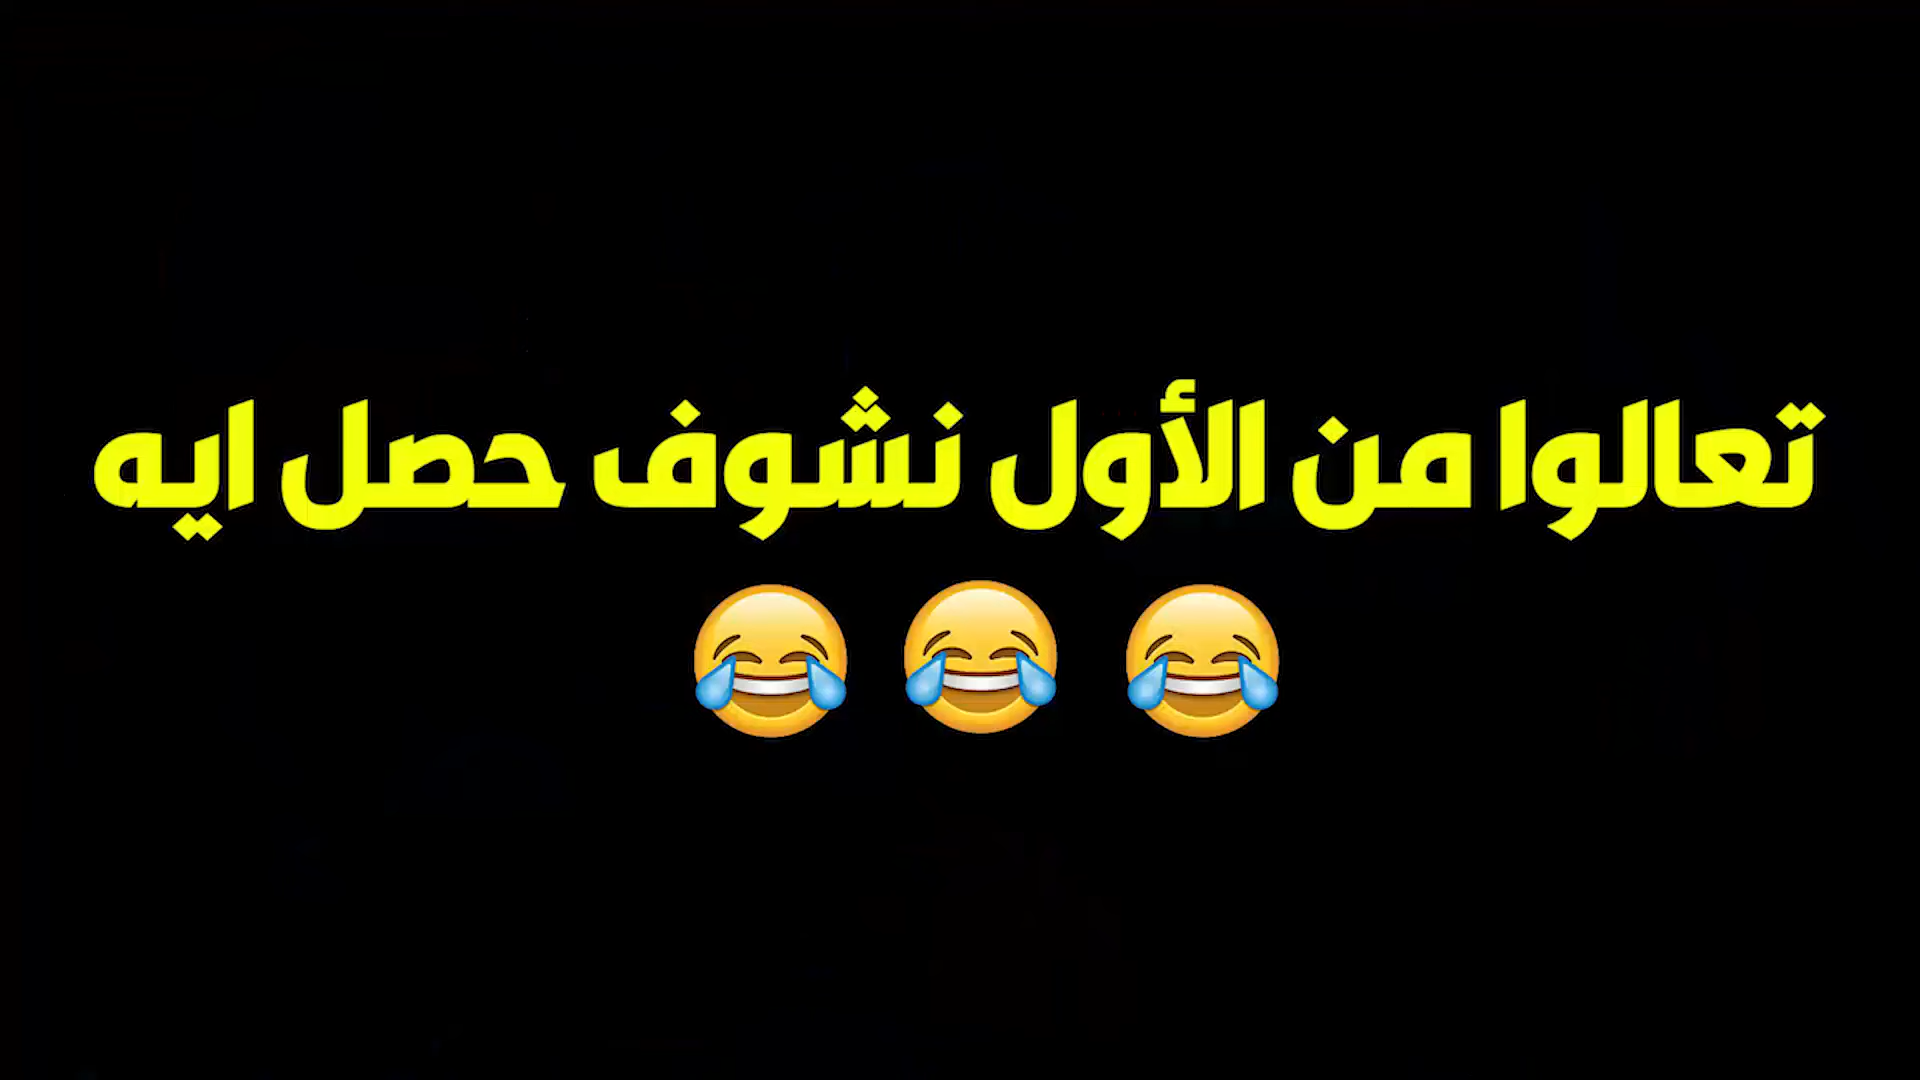 تعالوا من الأول نشوف حصل ايه
😂 😂 😂